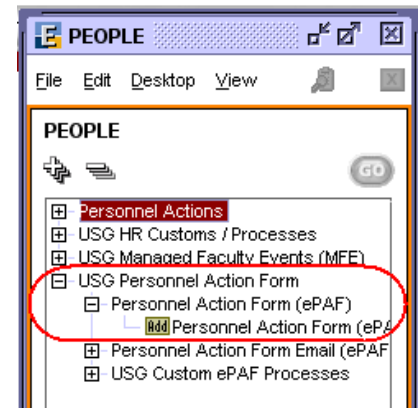 E PEOPLE
File Edit Desktop View
PEOPLE
GO
Personnel Actions
USG HR Customs / Processes
USG Managed Faculty Events (MFE)
USG Personnel Action Form
Personnel Action Form (ePAF)
Add Personnel Action Form (ePA
Personnel Action Form Email (ePAF
USG Custom ePAF Processes